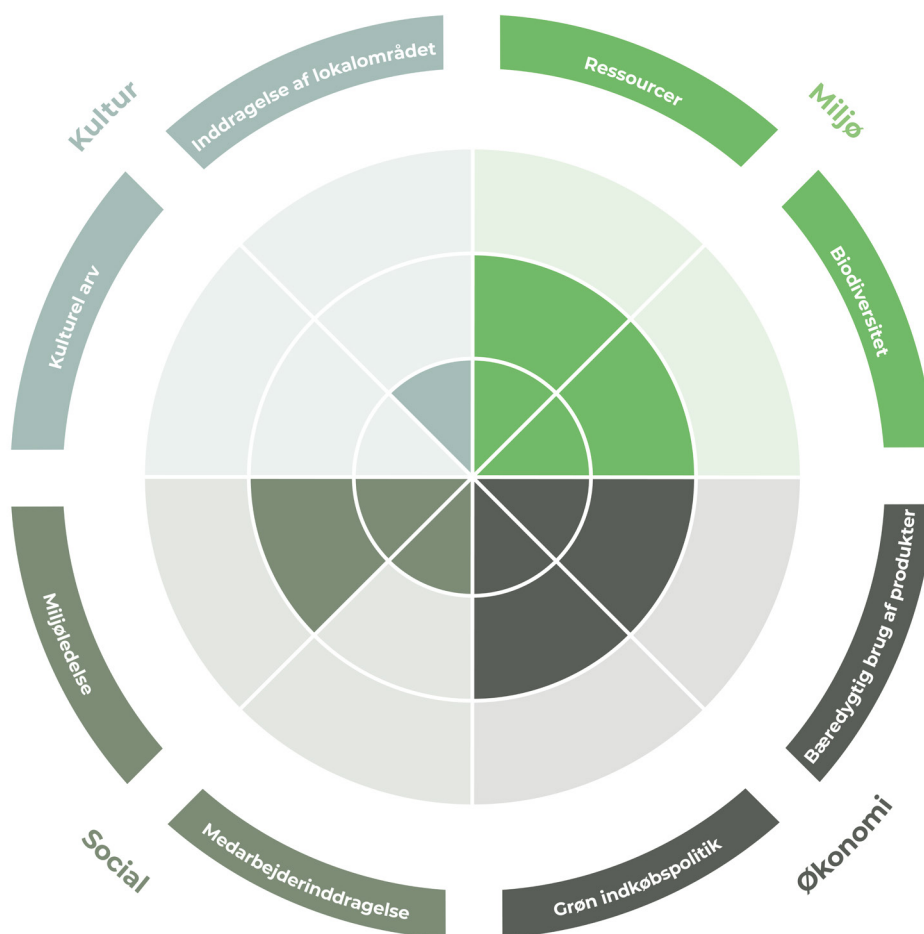 Kultur
Inddragelse af lokalområdet
Ressourcer
Miljø
Kulturel arv
Biodiversitet
Miljøledelse
Bæredygtig brug af produkter
Social
Medarbejderinddragelse
Grøn indkøbspolitik
Økonomi